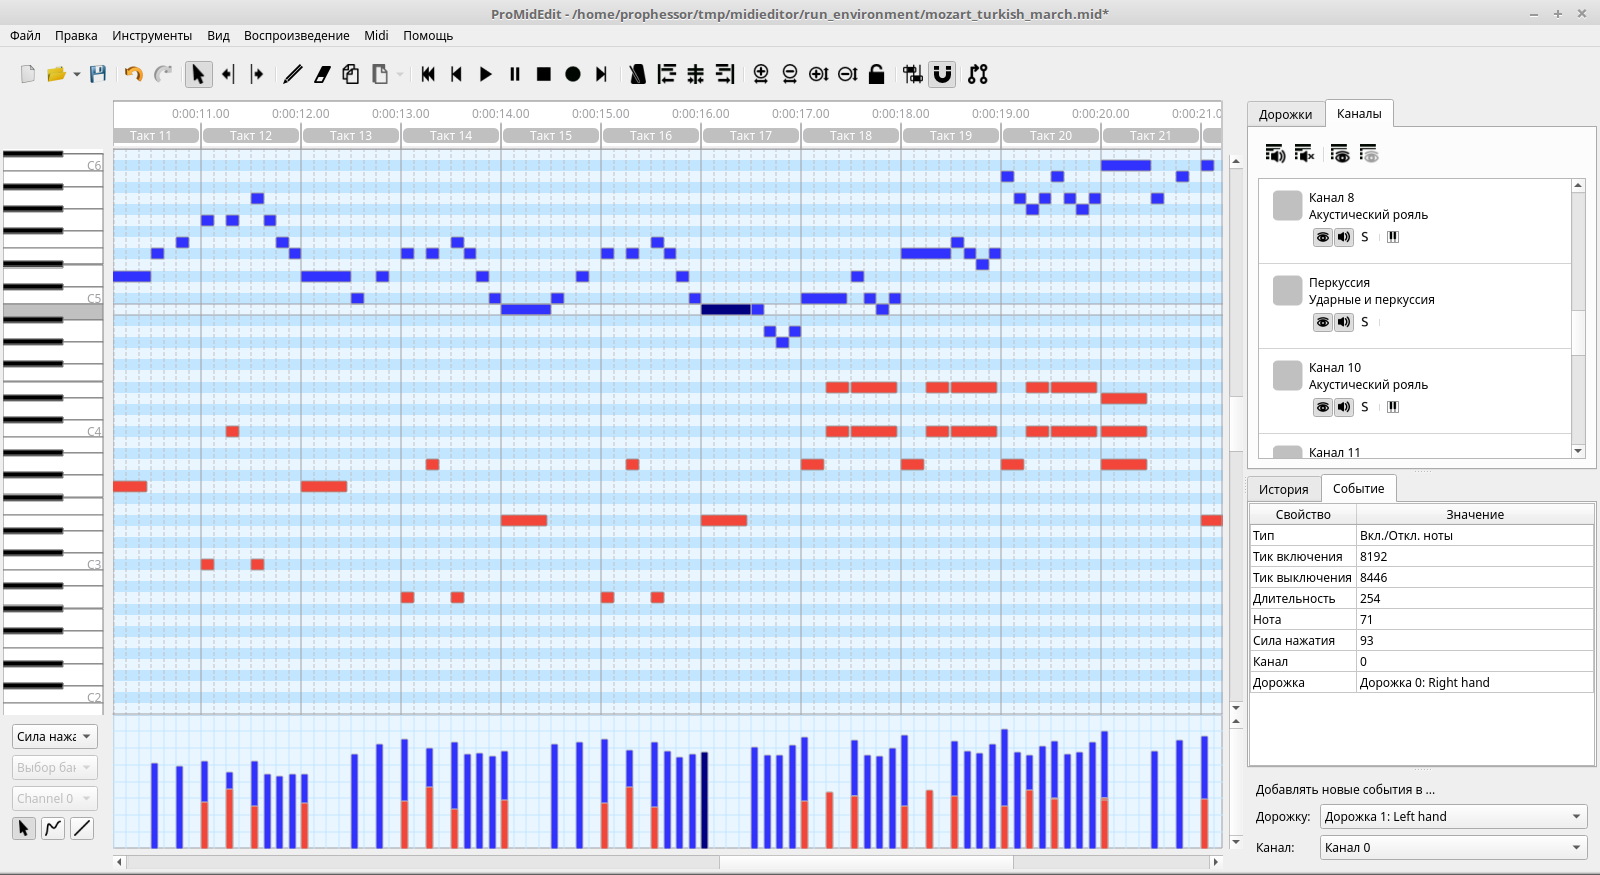 ProMidEdit - /home/prophessor/tmp/midieditor/run_environment/mozart_turkish_march.mid*
Файл Правка Инструменты Вид Воспроизведение Midi Помощь
0:00:11.00 0:00:12.00 0:00:13.00 0:00:14.00 0:00:15.00 0:00:16.00 0:00:17.00 0:00:18.00 0:00:19.00 0:00:20.00 0:00:21.0
Такт 11 Такт 12 Такт 13 Такт 14 Такт 15 Такт 16 Такт 17 Такт 18 Такт 19 Такт 20 Такт 21
C6
C5
C4
C3
C2
Сила нажа
Выбор бан
Channel 0
Дорожки Каналы
Канал 8
Акустический рояль
S
Перкуссия
Ударные и перкуссия
S
Канал 10
Акустический рояль
S
Канал 11
История Событие
Свойство Значение
Тип Вкл./Откл. ноты
Тик включения 8192
Тик выключения 8446
Длительность 254
Нота 71
Сила нажатия 93
Канал 0
Дорожка Дорожка 0: Right hand
Добавлять новые события в ...
Дорожку: Дорожка 1: Left hand
Канал: Канал 0